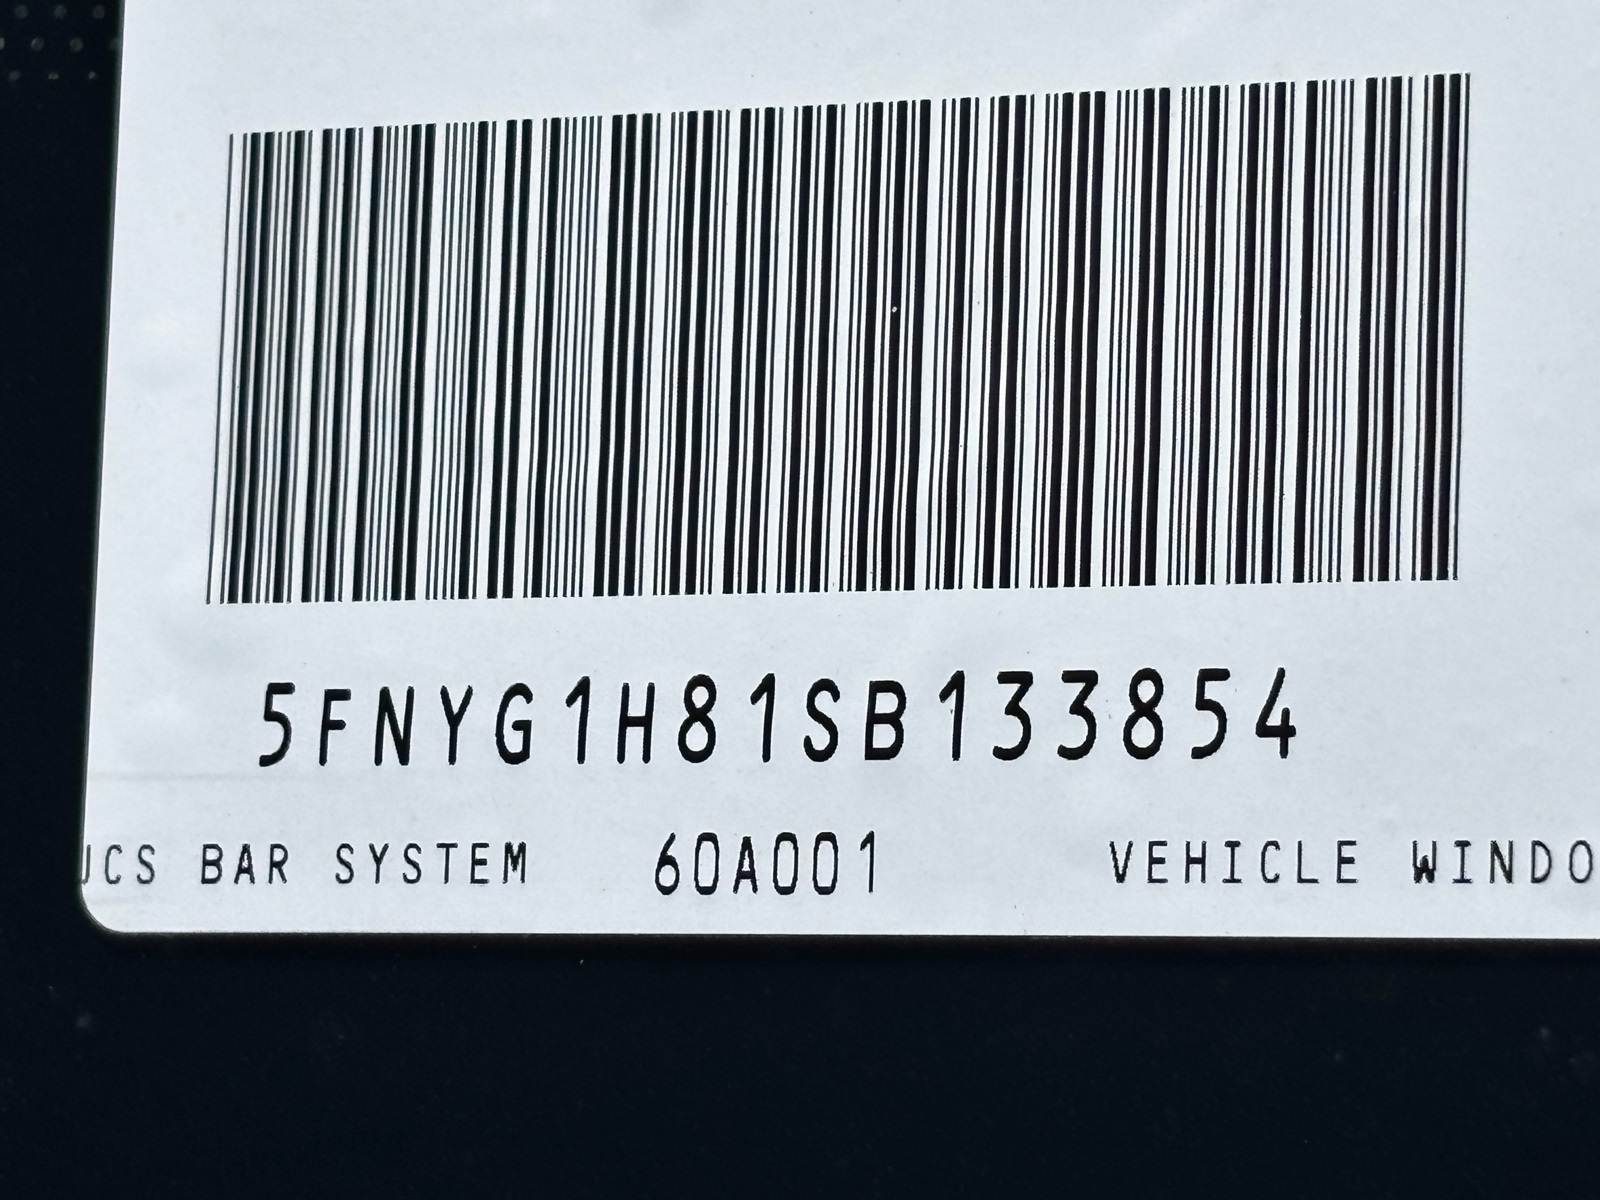 5FNYG1H81SB133854
UCS BAR SYSTEM 60A001 VEHICLE WINDO